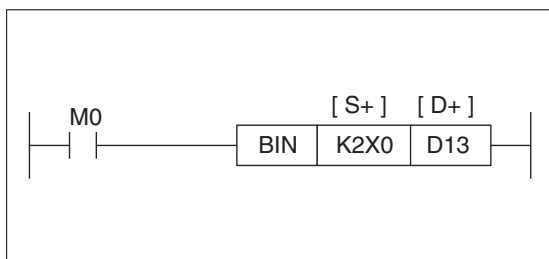 [ S+ ] [ D+ ]
M0
BIN K2X0 D13